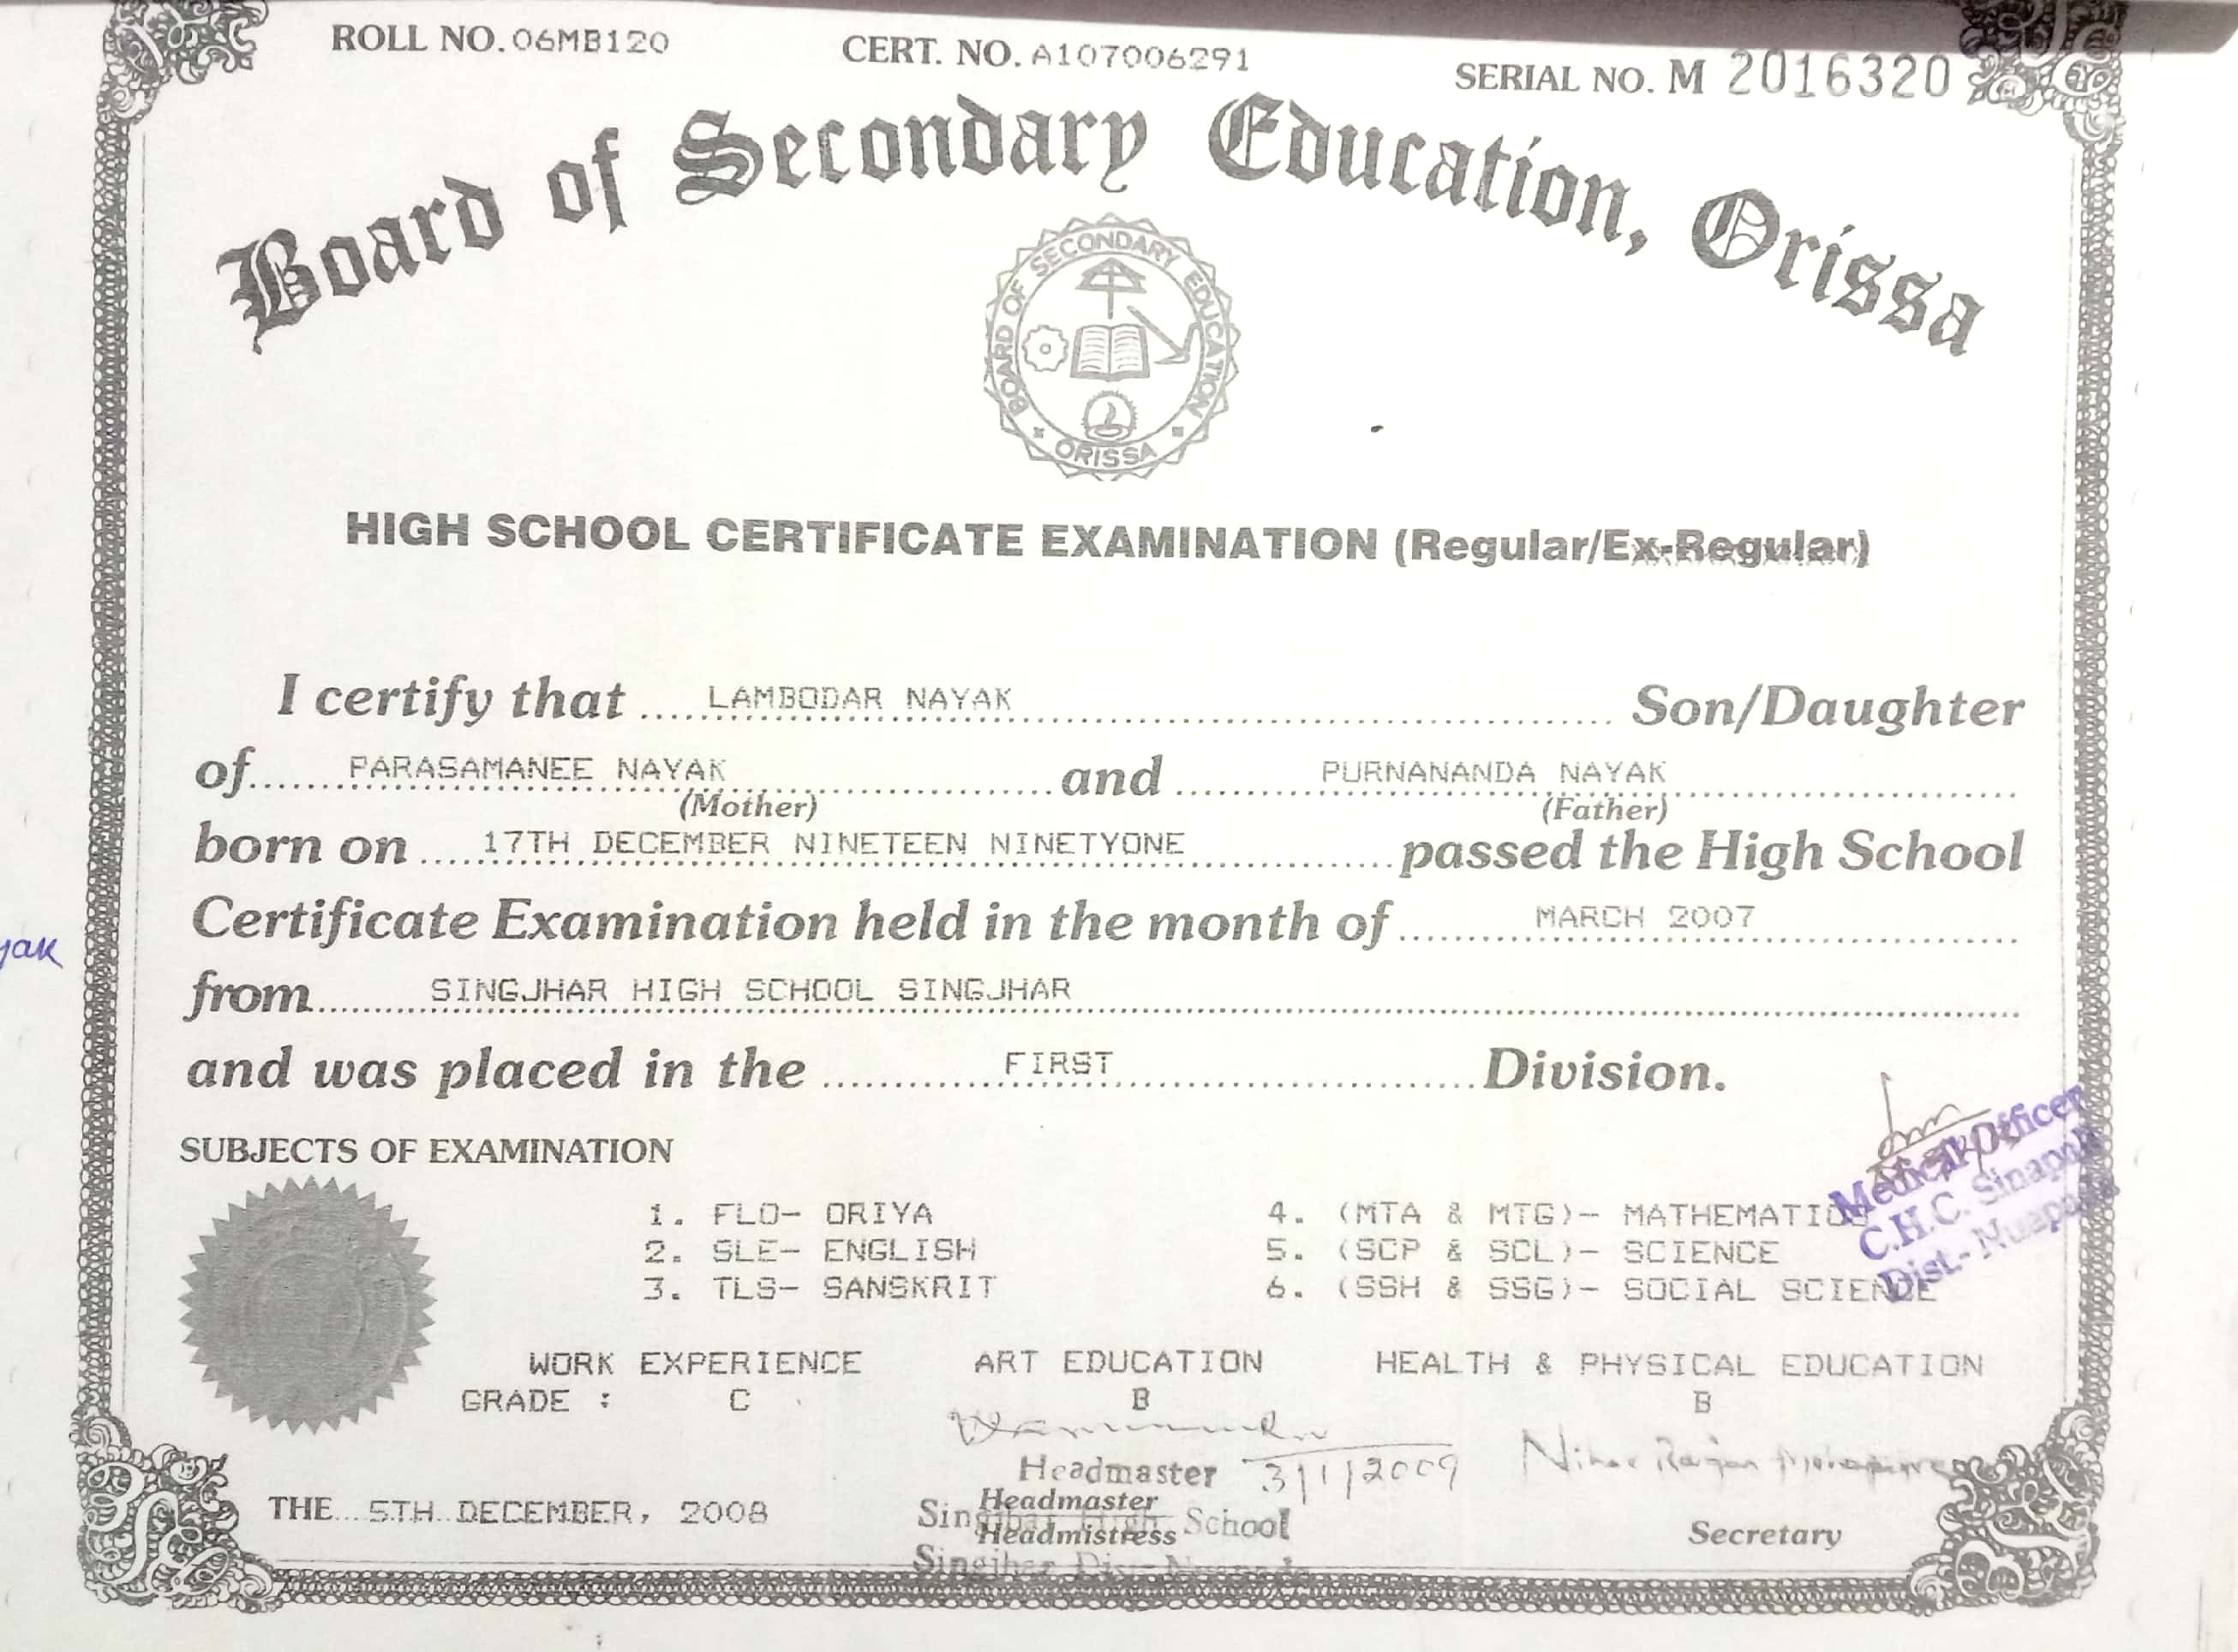 ROLL NO. 06MB120
CERT. NO. A107006291
SERIAL NO. M 2016320
Board of Secondary Education, Orissa
BOARD OF SECONDARY EDUCATION
ORISSA
HIGH SCHOOL CERTIFICATE EXAMINATION (Regular/Ex-Regular)
I certify that LAMBODAR NAYAK Son/Daughter
of PARASAMANEE NAYAK and PURNANANDA NAYAK
(Mother) (Father)
born on 17TH DECEMBER NINETEEN NINETYONE passed the High School
Certificate Examination held in the month of MARCH 2007
yak
from SINGJHAR HIGH SCHOOL SINGJHAR
and was placed in the FIRST Division.
SUBJECTS OF EXAMINATION
Medical Officer
C.H.C. Sinapali
Dist.- Nuapada
1. FLO- ORIYA 4. (MTA & MTG)- MATHEMATICS
2. SLE- ENGLISH 5. (SCP & SCL)- SCIENCE
3. TLS- SANSKRIT 6. (SSH & SSG)- SOCIAL SCIENCE
WORK EXPERIENCE ART EDUCATION HEALTH & PHYSICAL EDUCATION
GRADE : C B B
Headmaster 3/1/2009
THE 5TH DECEMBER, 2008
Headmaster
Headmistress
School
Secretary